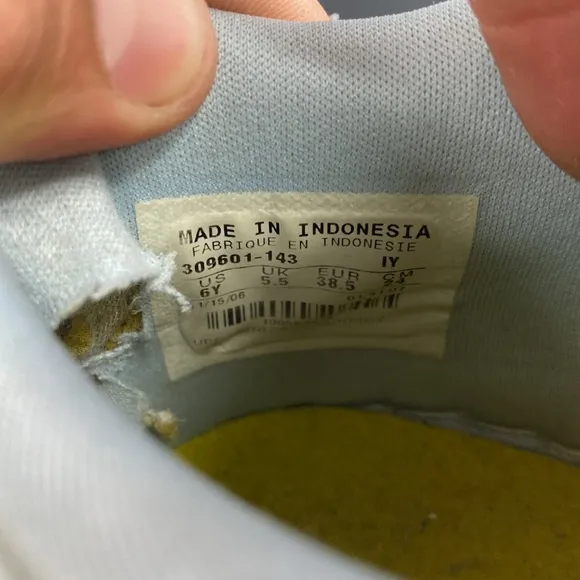 MADE IN INDONESIA
FABRIQUE EN INDONESIE
309601-143 IY
US UK EUR CM
6Y 5.5 38.5 24
1/15/06